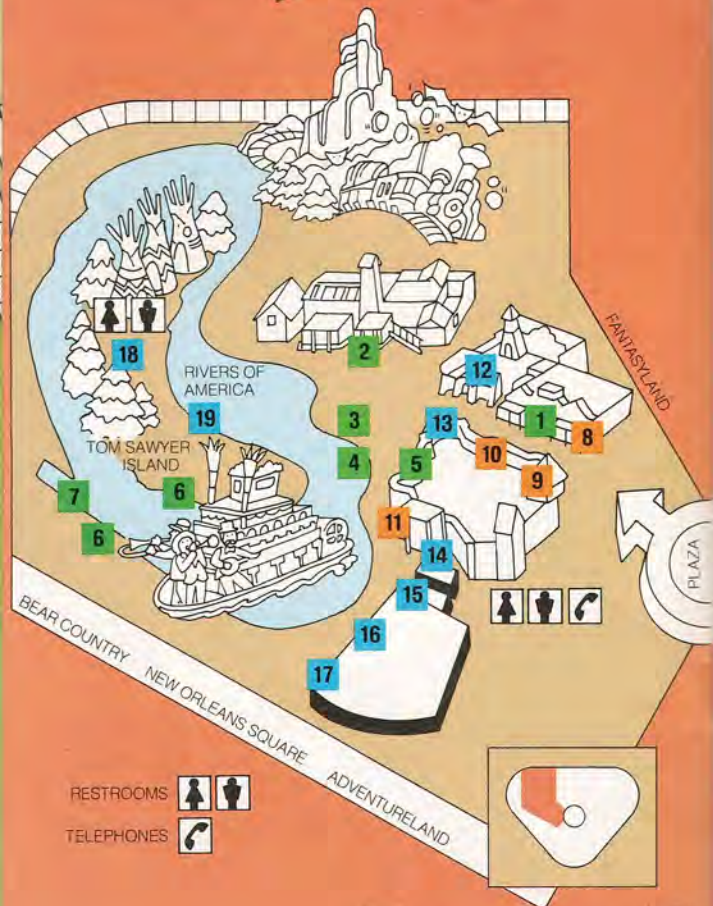 2
FANTASYLAND
18
RIVERS OF
AMERICA
12
19
3
13
1
8
TOM SAWYER
ISLAND
4
5
10
9
7
6
6
11
PLAZA
14
15
16
17
BEAR COUNTRY NEW ORLEANS SQUARE ADVENTURELAND
RESTROOMS
TELEPHONES